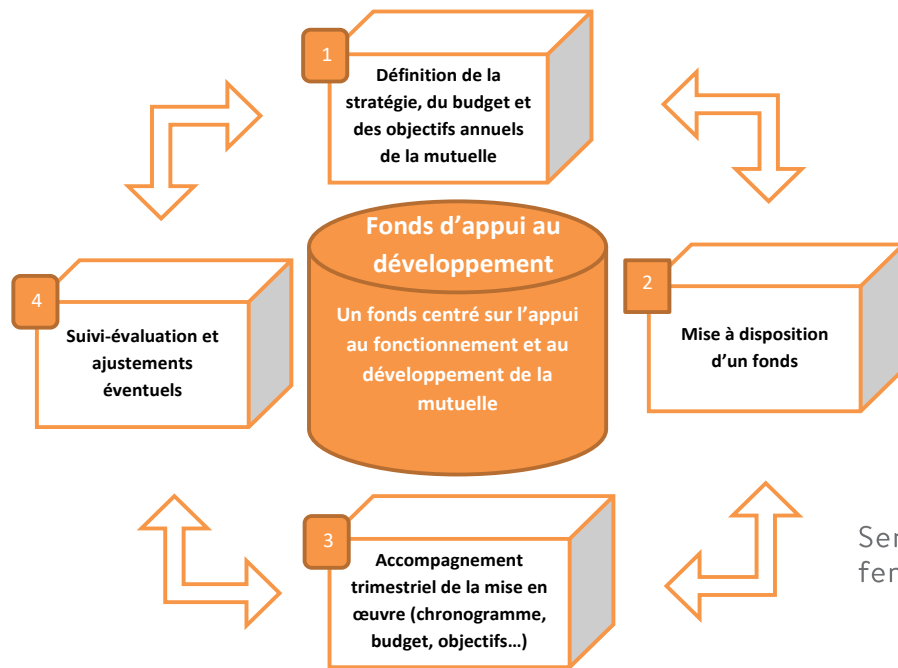 1
Définition de la
stratégie, du budget et
des objectifs annuels
de la mutuelle
Fonds d’appui au
développement
Un fonds centré sur l’appui
au fonctionnement et au
développement de la
mutuelle
2
Mise à disposition
d’un fonds
3
Accompagnement
trimestriel de la mise en
œuvre (chronogramme,
budget, objectifs…)
4
Suivi-évaluation et
ajustements
éventuels